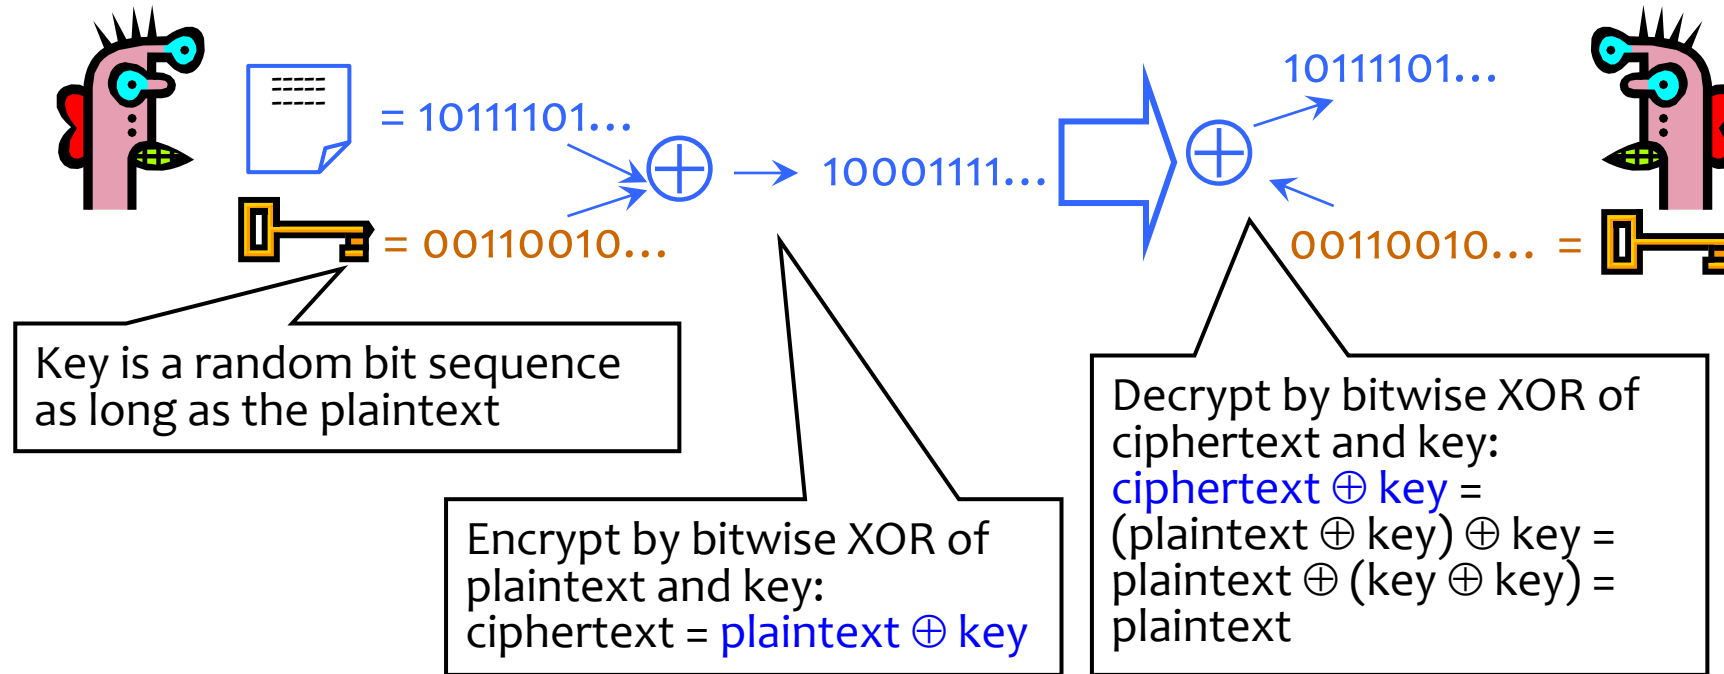 = 10111101...
= 00110010...
10001111...
10111101...
00110010... =
Key is a random bit sequence
as long as the plaintext
Encrypt by bitwise XOR of
plaintext and key:
ciphertext = plaintext ⊕ key
Decrypt by bitwise XOR of
ciphertext and key:
ciphertext ⊕ key =
(plaintext ⊕ key) ⊕ key =
plaintext ⊕ (key ⊕ key) =
plaintext